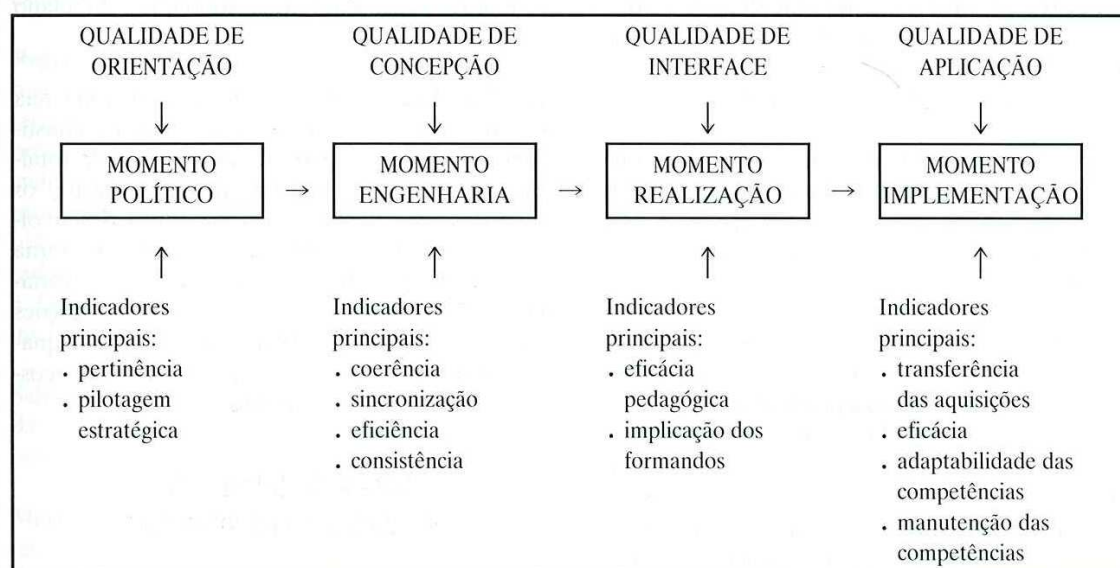 QUALIDADE DE
ORIENTAÇÃO
QUALIDADE DE
CONCEPÇÃO
QUALIDADE DE
INTERFACE
QUALIDADE DE
APLICAÇÃO
MOMENTO
POLÍTICO
MOMENTO
ENGENHARIA
MOMENTO
REALIZAÇÃO
MOMENTO
IMPLEMENTAÇÃO
Indicadores
principais:
. pertinência
. pilotagem
estratégica
Indicadores
principais:
. coerência
. sincronização
. eficiência
. consistência
Indicadores
principais:
. eficácia
pedagógica
. implicação dos
formandos
Indicadores
principais:
. transferência
das aquisições
. eficácia
. adaptabilidade das
competências
. manutenção das
competências